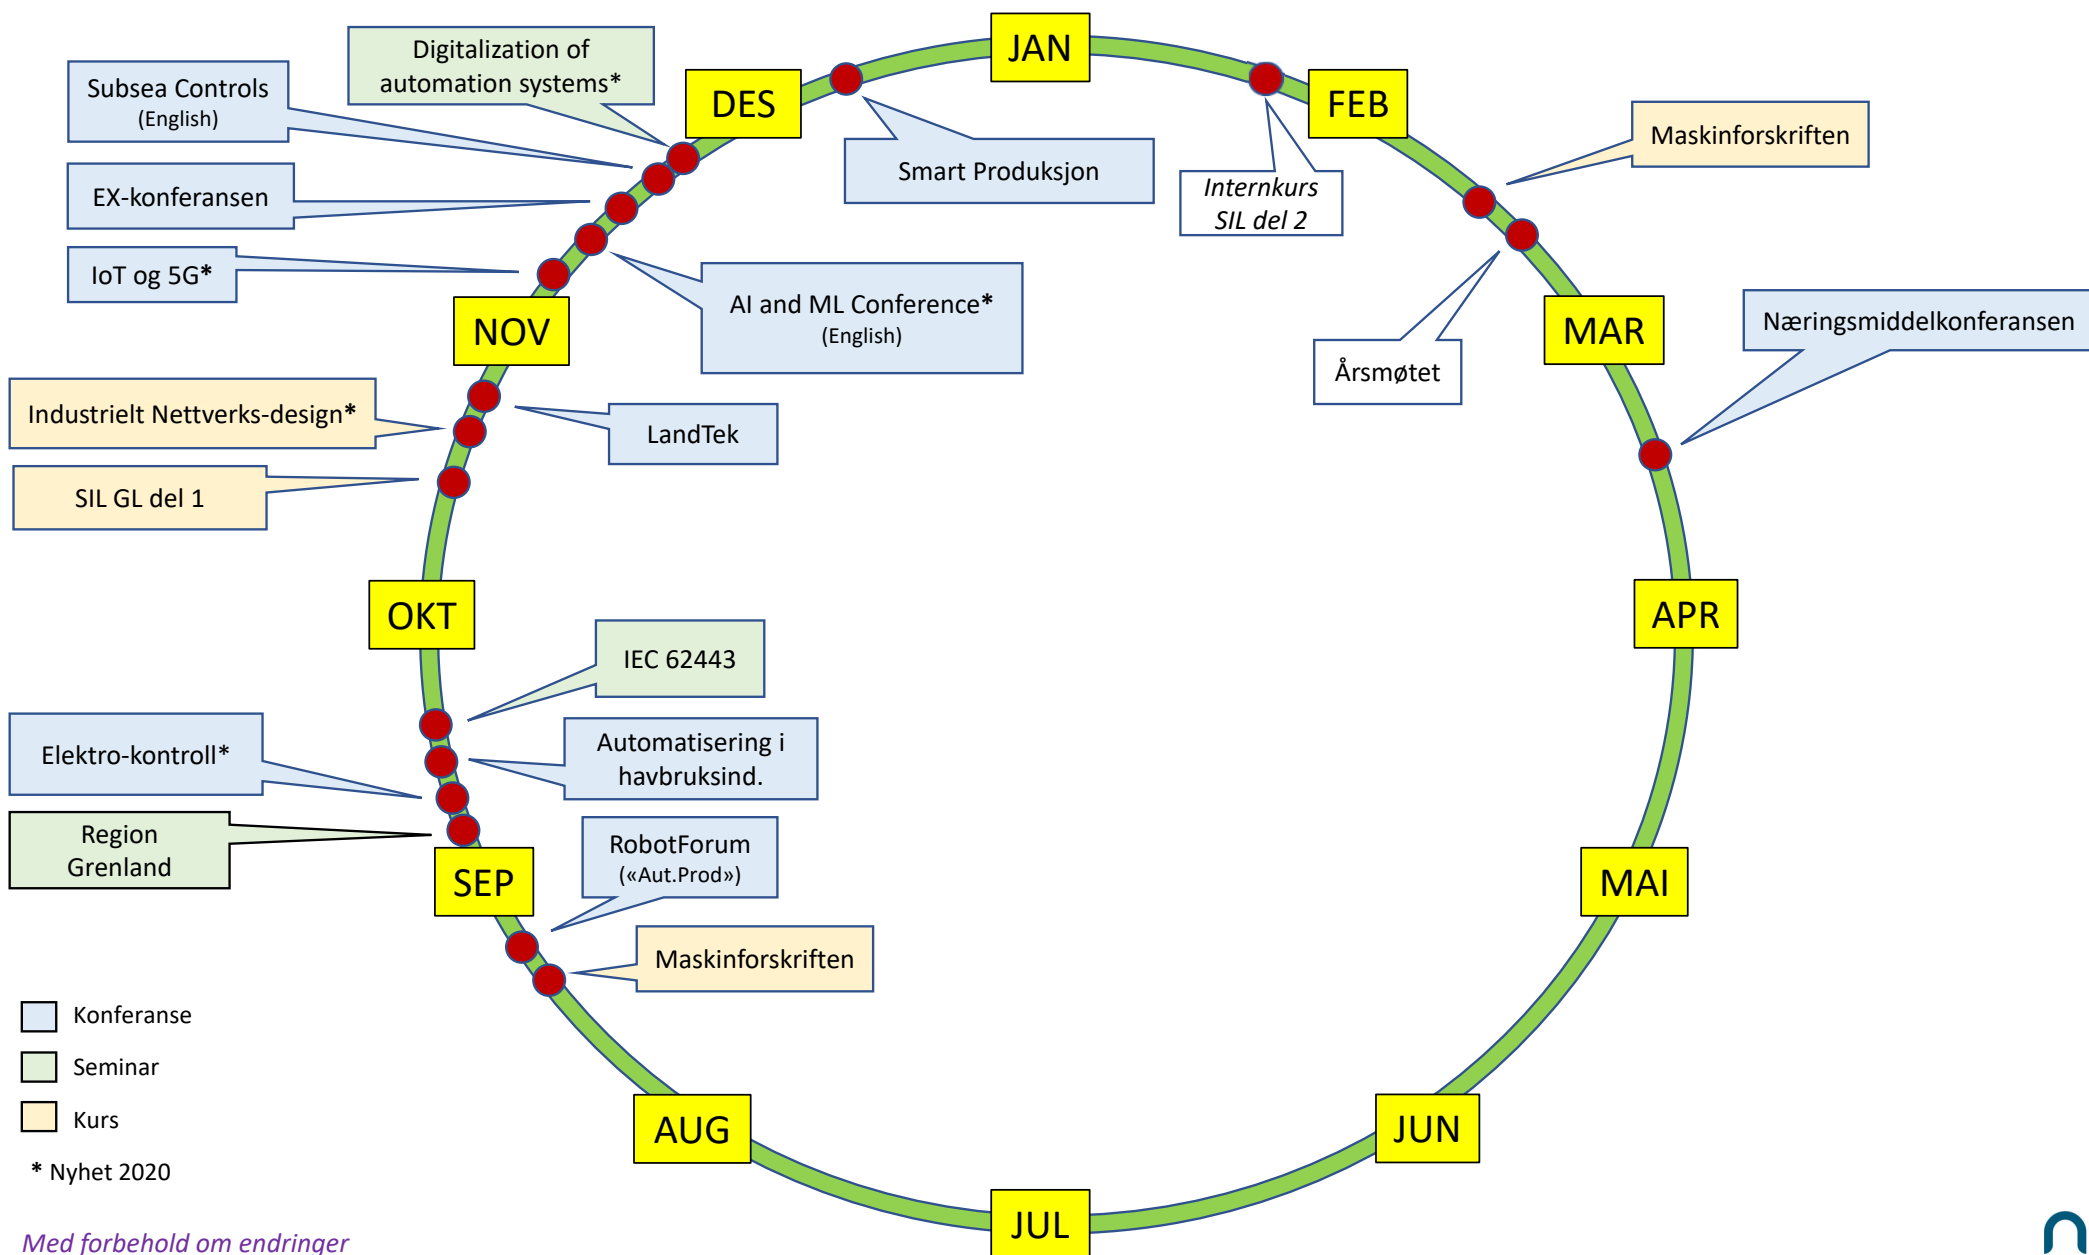 JAN
FEB
MAR
APR
MAI
JUN
JUL
AUG
SEP
OKT
NOV
DES
Digitalization of
automation systems*
Subsea Controls
(English)
EX-konferansen
IoT og 5G*
AI and ML Conference*
(English)
Smart Produksjon
Internkurs
SIL del 2
Maskinforskriften
Årsmøtet
Næringsmiddelkonferansen
Industrielt Nettverks-design*
LandTek
SIL GL del 1
IEC 62443
Elektro-kontroll*
Automatisering i
havbruksind.
Region
Grenland
RobotForum
(«Aut.Prod»)
Maskinforskriften
Konferanse
Seminar
Kurs
* Nyhet 2020
Med forbehold om endringer